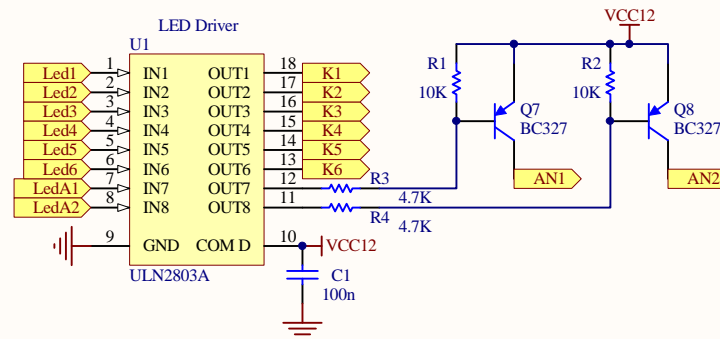 LED Driver
U1
VCC12
Led1 1 IN1 OUT1 18 K1
Led2 2 IN2 OUT2 17 K2
Led3 3 IN3 OUT3 16 K3
Led4 4 IN4 OUT4 15 K4
Led5 5 IN5 OUT5 14 K5
Led6 6 IN6 OUT6 13 K6
LedA1 7 IN7 OUT7 12
LedA2 8 IN8 OUT8 11
9 GND COM D 10 VCC12
ULN2803A
R1
10K
Q7
BC327
AN1
R2
10K
Q8
BC327
AN2
R3
4.7K
R4
4.7K
C1
100n